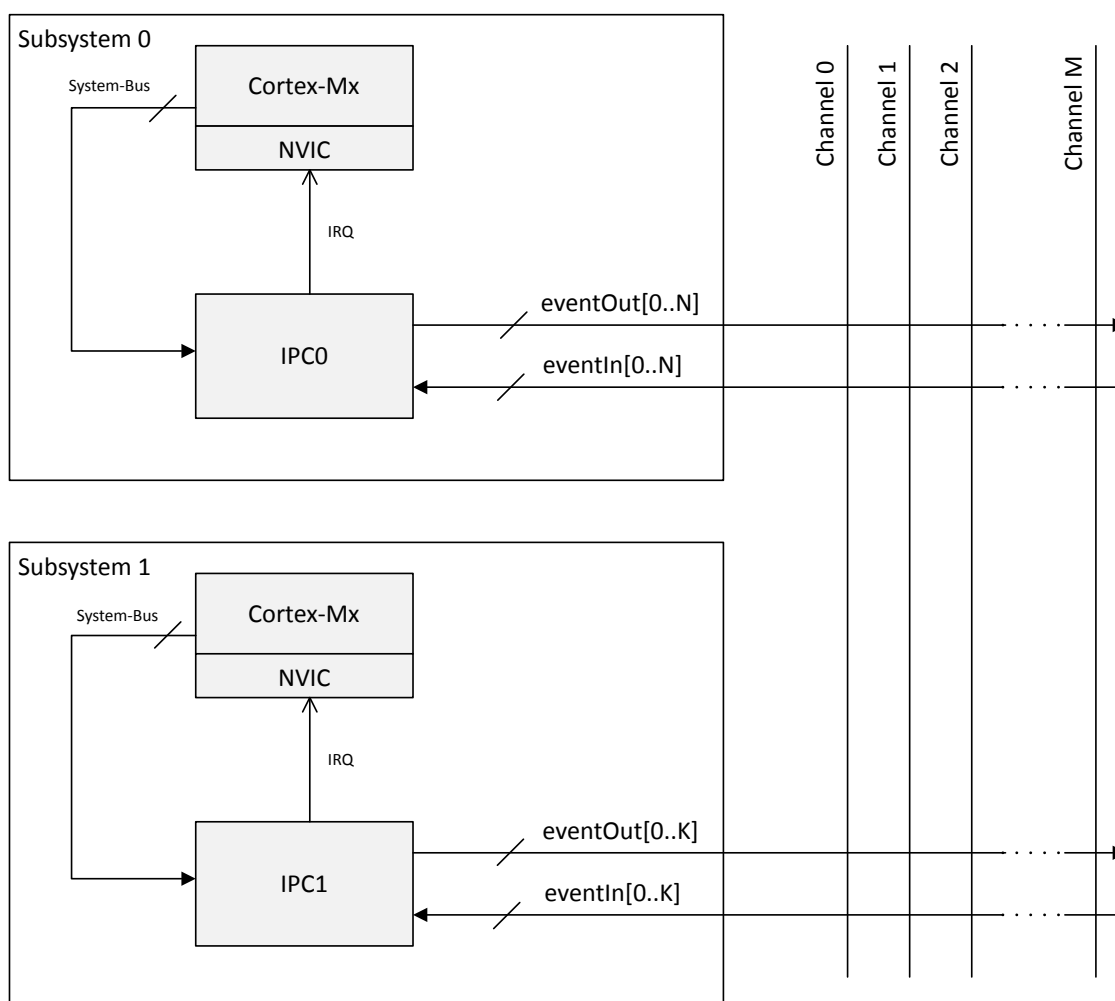 Subsystem 0
System-Bus
Cortex-Mx
NVIC
IRQ
IPC0
eventOut[0..N]
eventIn[0..N]
Channel 0
Channel 1
Channel 2
Channel M
Subsystem 1
System-Bus
Cortex-Mx
NVIC
IRQ
IPC1
eventOut[0..K]
eventIn[0..K]